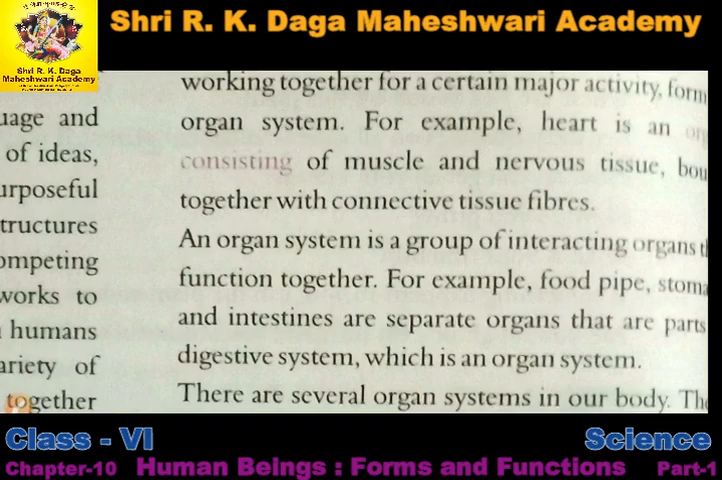 Shri R. K. Daga Maheshwari Academy
Shri R. K. Daga
Maheshwari Academy
uage and
of ideas,
urposeful
tructures
ompeting
works to
humans
ariety of
together
working together for a certain major activity, form
organ system. For example, heart is an
consisting of muscle and nervous tissue, bou
together with connective tissue fibres.
An organ system is a group of interacting organs t
function together. For example, food pipe, stoma
and intestines are separate organs that are parts
digestive system, which is an organ system.
There are several organ systems in our body. The
Class - VI
Science
Chapter-10 Human Beings : Forms and Functions Part-1